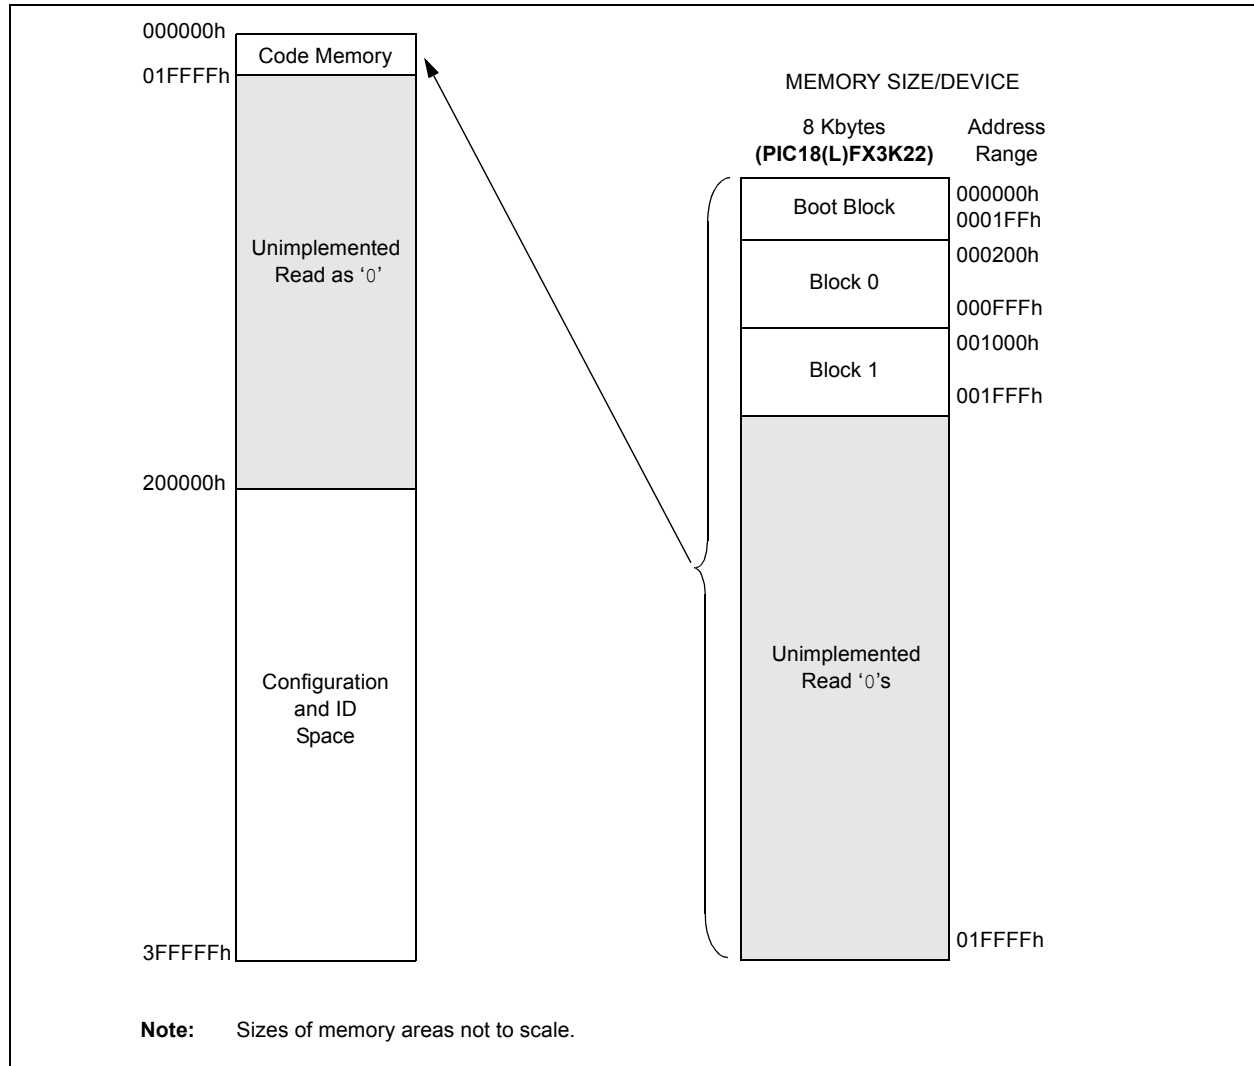 000000h
Code Memory
01FFFFh
Unimplemented
Read as ‘0’
200000h
Configuration
and ID
Space
3FFFFFh
MEMORY SIZE/DEVICE
8 Kbytes
(PIC18(L)FX3K22)
Address
Range
Boot Block
000000h
0001FFh
Block 0
000200h
000FFFh
Block 1
001000h
001FFFh
Unimplemented
Read ‘0’s
01FFFFh
Note: Sizes of memory areas not to scale.